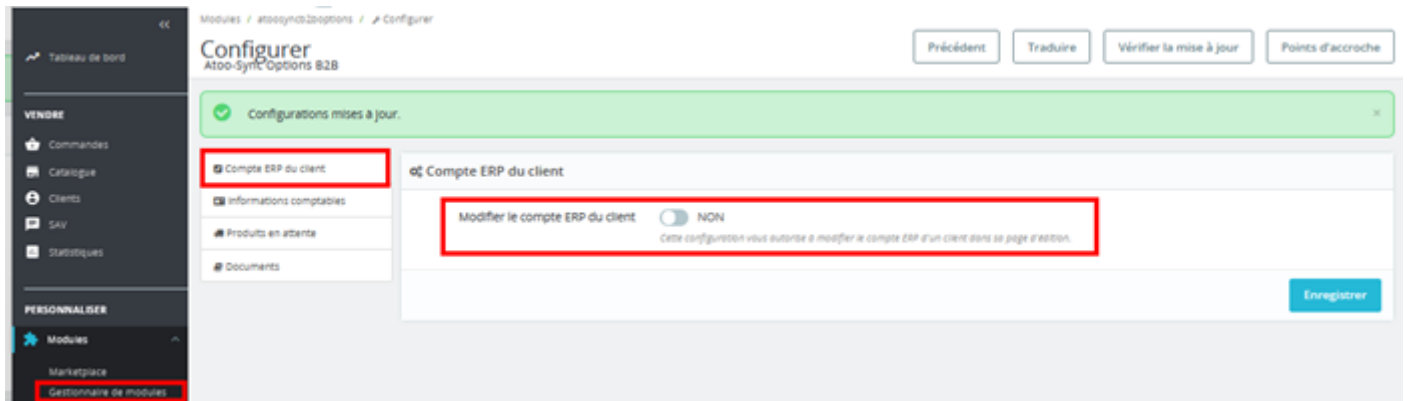 «
Modules / atoosyncb2boptions / Configurer
Configurer
Atoo-Sync Options B2B
Précédent
Traduire
Vérifier la mise à jour
Points d'accroche
Tableau de bord
VENDRE
Commandes
Catalogue
Clients
SAV
Statistiques
PERSONNALISER
Modules
Marketplace
Gestionnaire de modules
Configurations mises à jour.
×
Compte ERP du client
Informations comptables
Produits en attente
Documents
Compte ERP du client
Modifier le compte ERP du client NON
Cette configuration vous autorise à modifier le compte ERP d'un client dans sa page d'édition.
Enregistrer